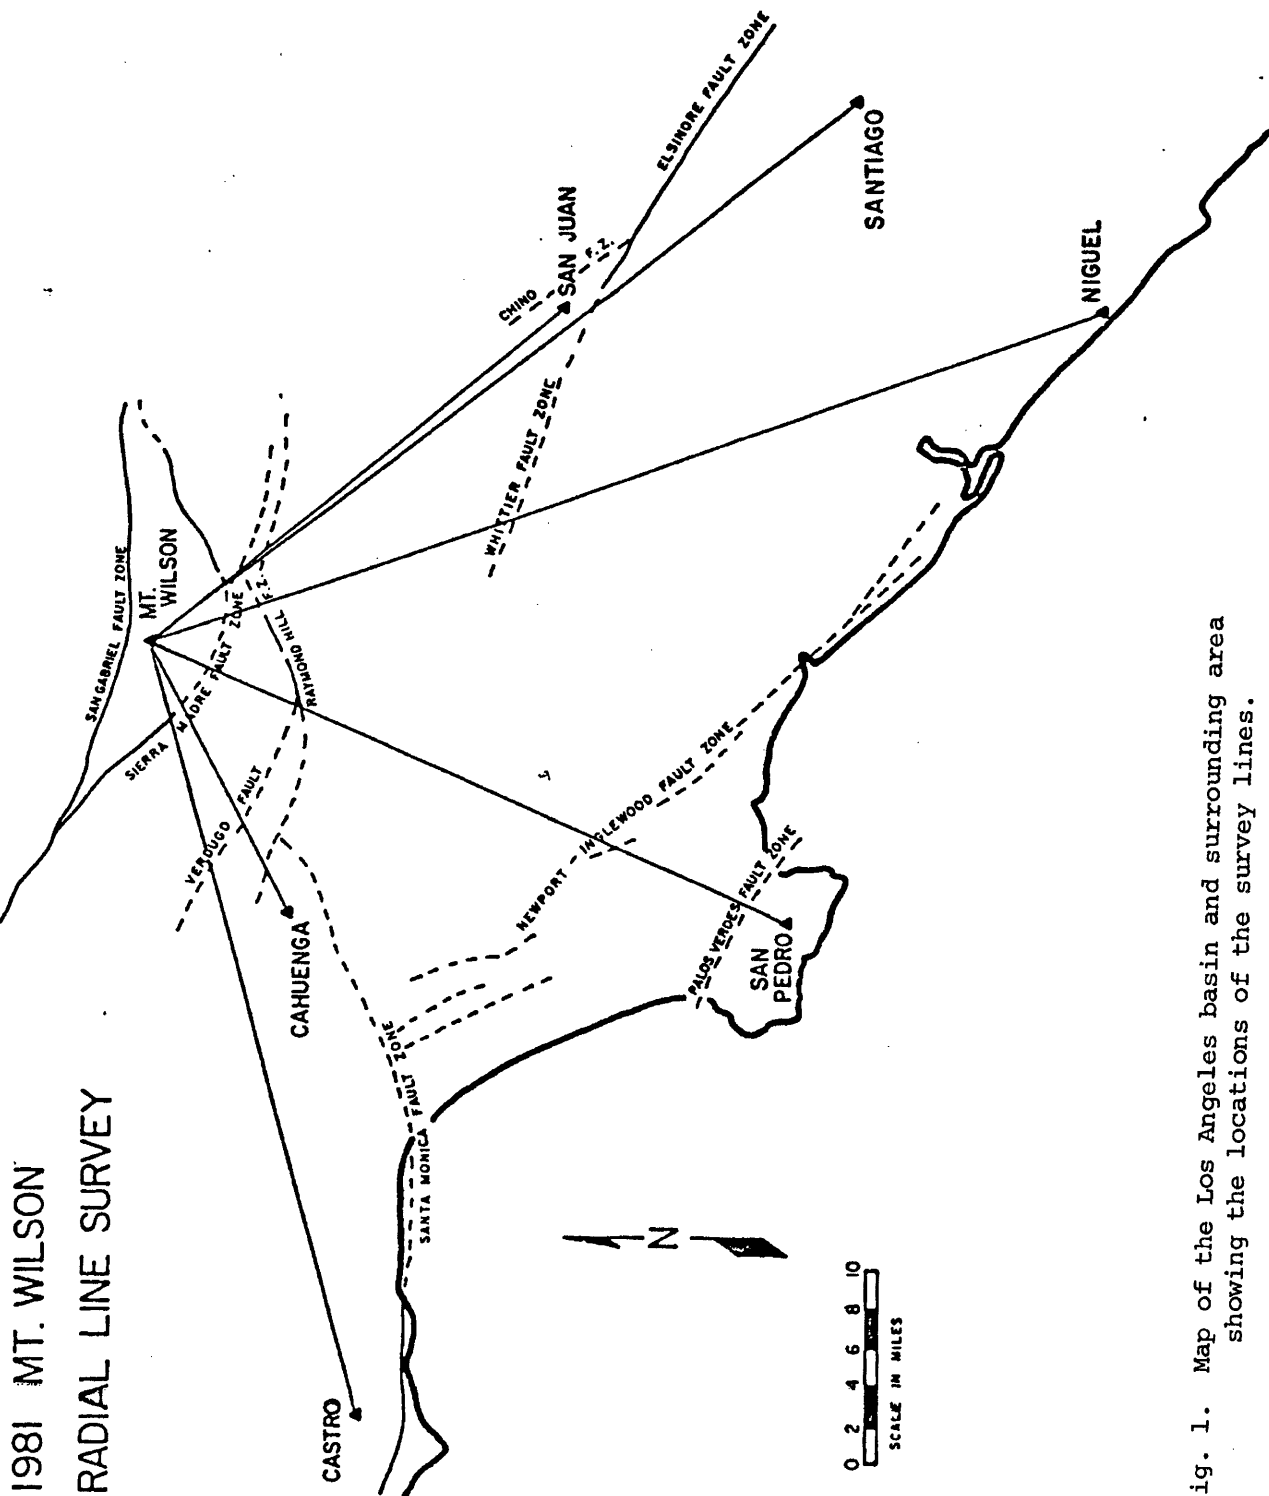 1981 MT. WILSON
RADIAL LINE SURVEY
SAN GABRIEL FAULT ZONE
MT.
WILSON
SIERRA MADRE FAULT ZONE
RAYMOND HILL F.Z.
VERDUGO FAULT
CAHUENGA
CASTRO
SANTA MONICA FAULT ZONE
NEWPORT - INGLEWOOD FAULT ZONE
PALOS VERDES FAULT ZONE
SAN
PEDRO
WHITTIER FAULT ZONE
CHINO F.Z.
SAN JUAN
ELSINORE FAULT ZONE
SANTIAGO
NIGUEL
N
0 2 4 6 8 10
SCALE IN MILES
ig. 1. Map of the Los Angeles basin and surrounding area
showing the locations of the survey lines.